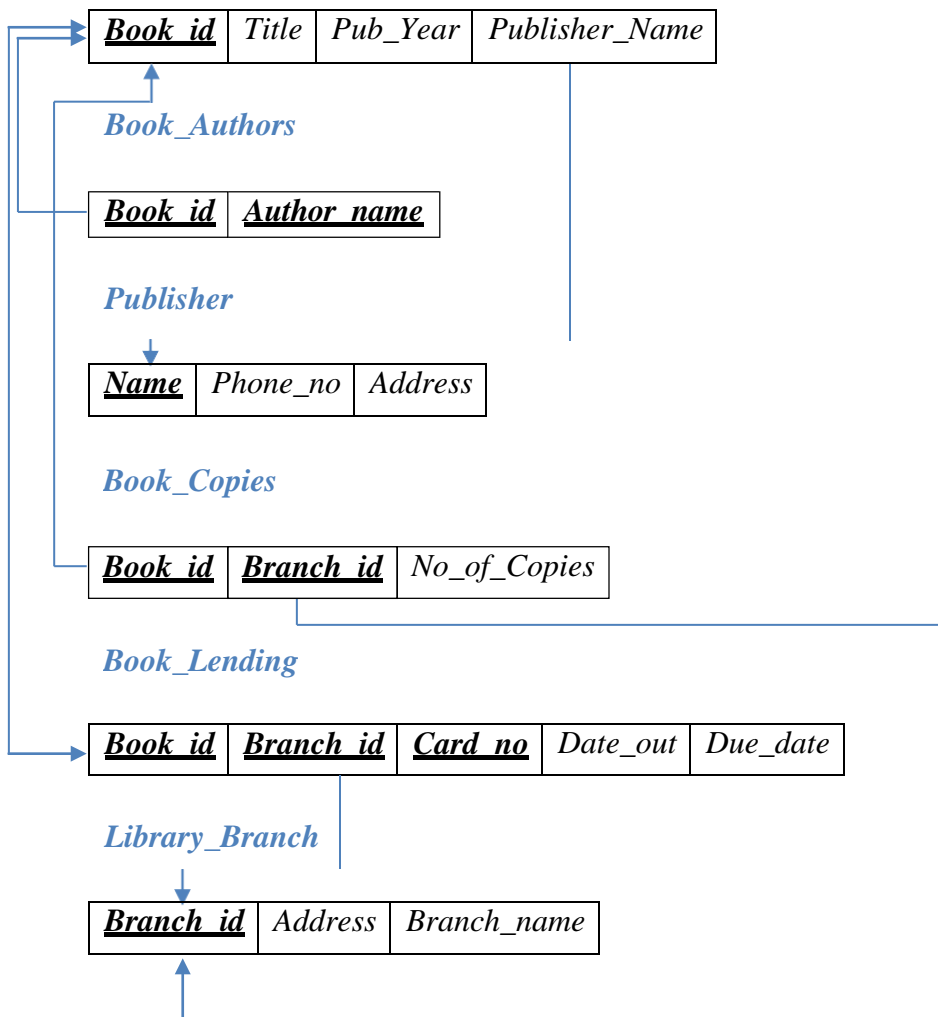 Book_id Title Pub_Year Publisher_Name
Book_Authors
Book_id Author_name
Publisher
Name Phone_no Address
Book_Copies
Book_id Branch_id No_of_Copies
Book_Lending
Book_id Branch_id Card_no Date_out Due_date
Library_Branch
Branch_id Address Branch_name